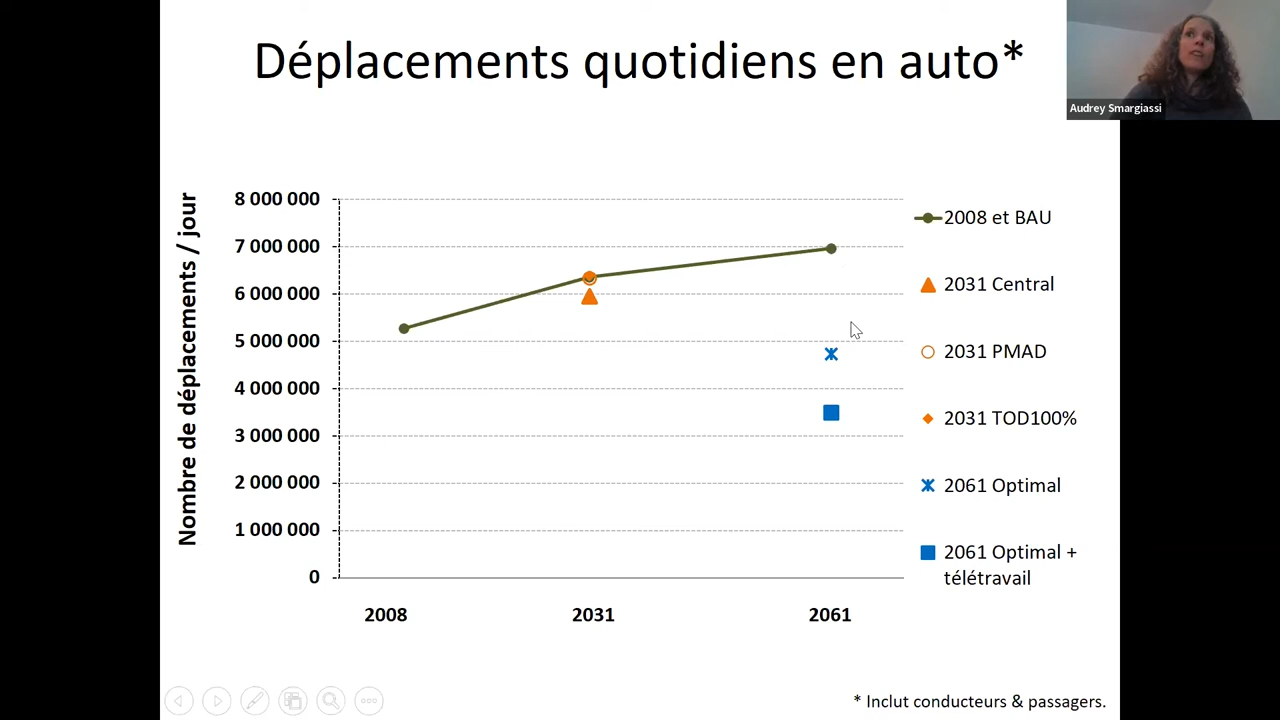 Déplacements quotidiens en auto*
Audrey Smargiassi
Nombre de déplacements / jour
8 000 000
7 000 000
6 000 000
5 000 000
4 000 000
3 000 000
2 000 000
1 000 000
0
2008
2031
2061
2008 et BAU
2031 Central
2031 PMAD
2031 TOD100%
2061 Optimal
2061 Optimal +
télétravail
* Inclut conducteurs & passagers.